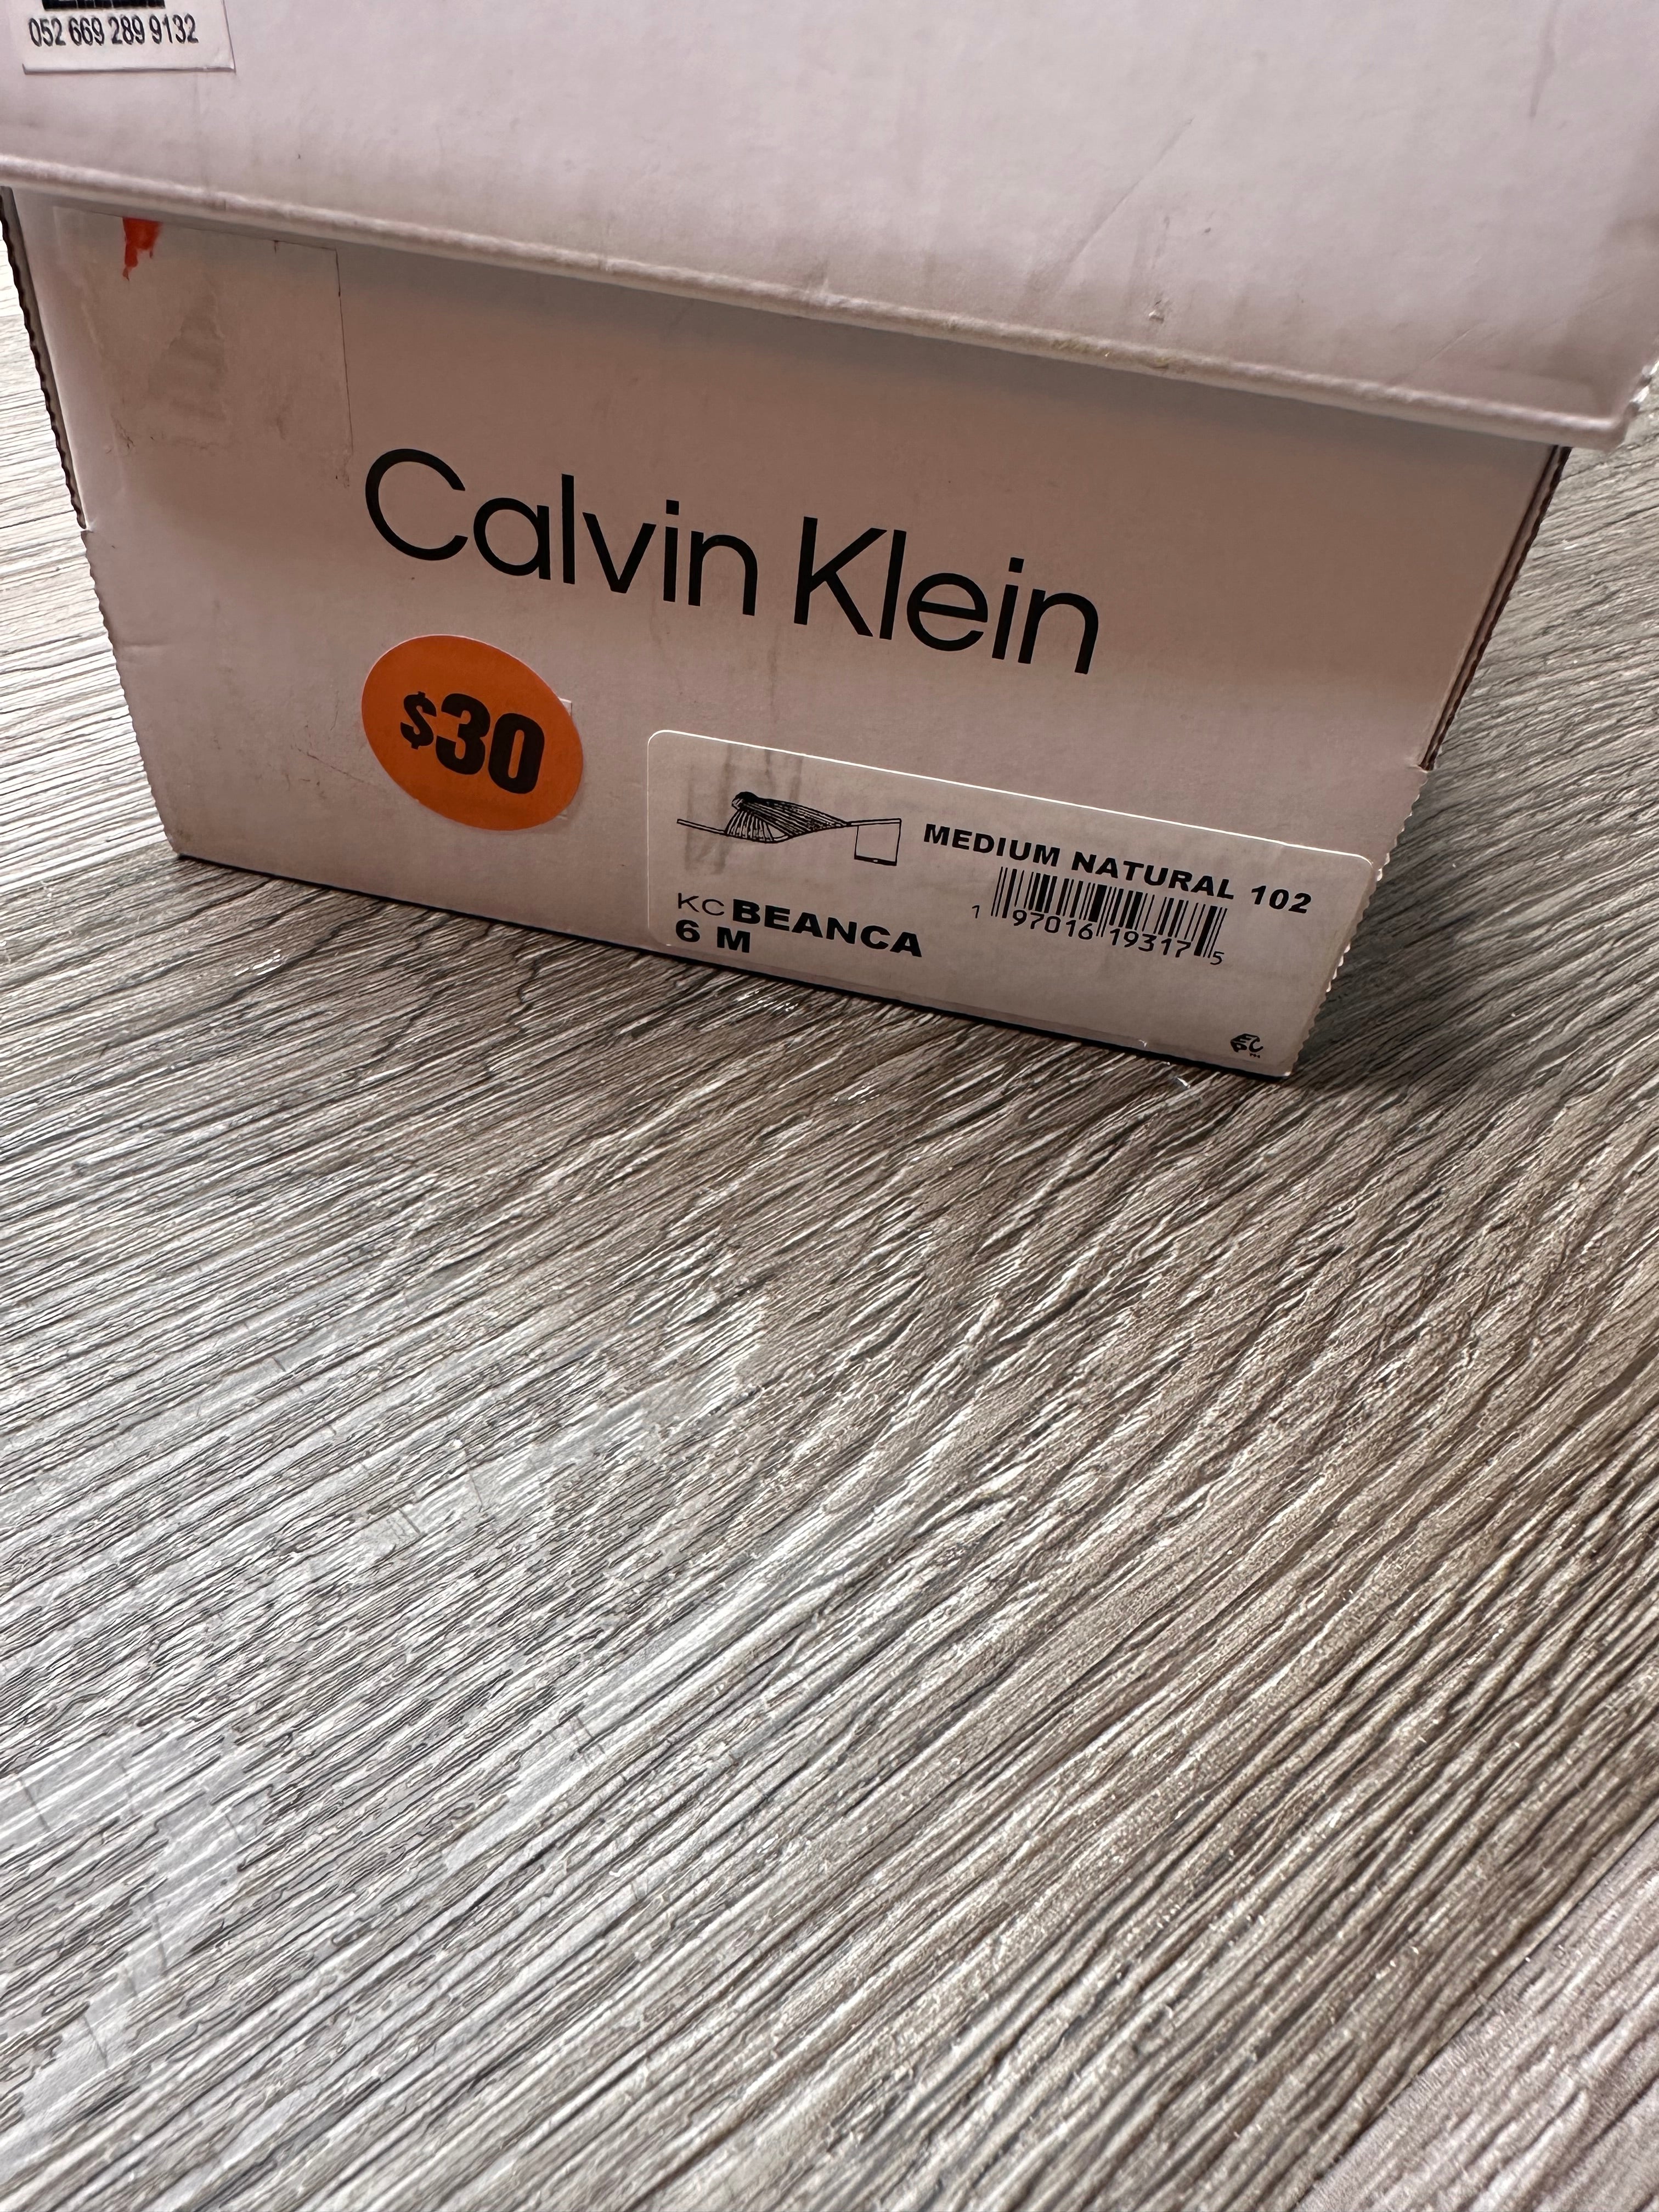 052 669 289 9132
Calvin Klein
$30
MEDIUM NATURAL 102
1 97016 19317 5
KC BEANCA
6 M